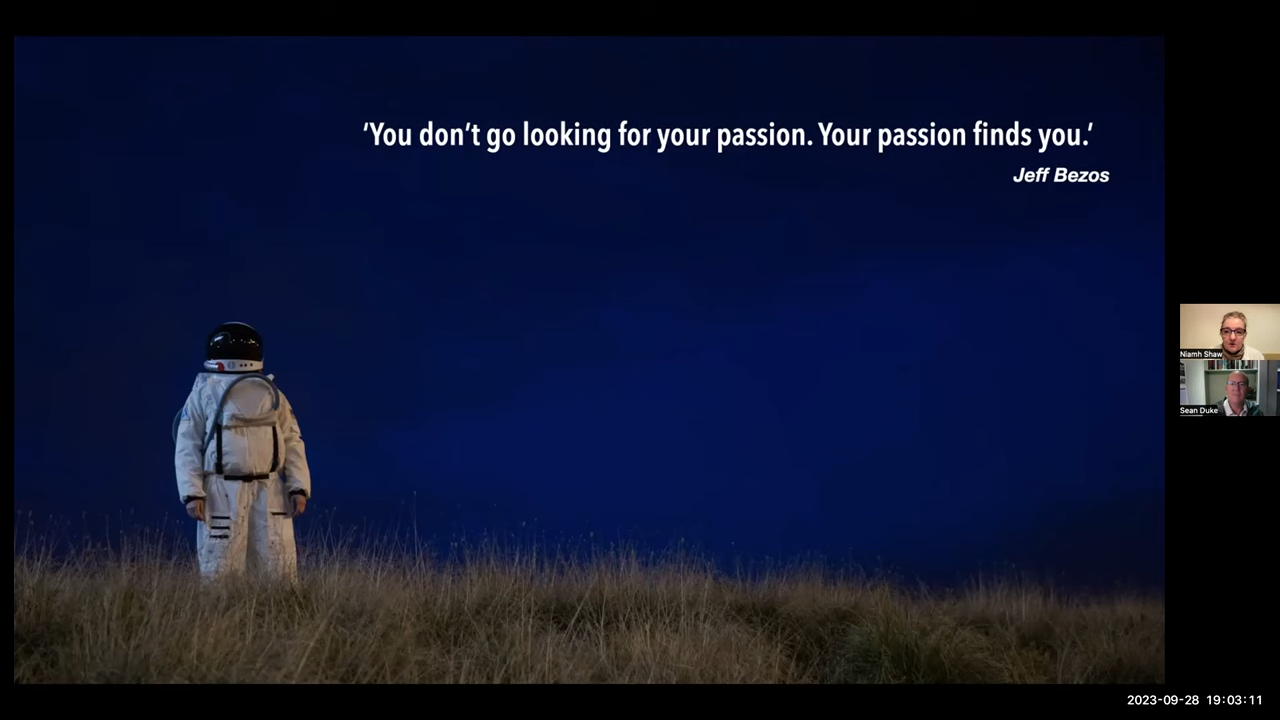 ‘You don’t go looking for your passion. Your passion finds you.’
Jeff Bezos
Niamh Shaw
Sean Duke
2023-09-28 19:03:11